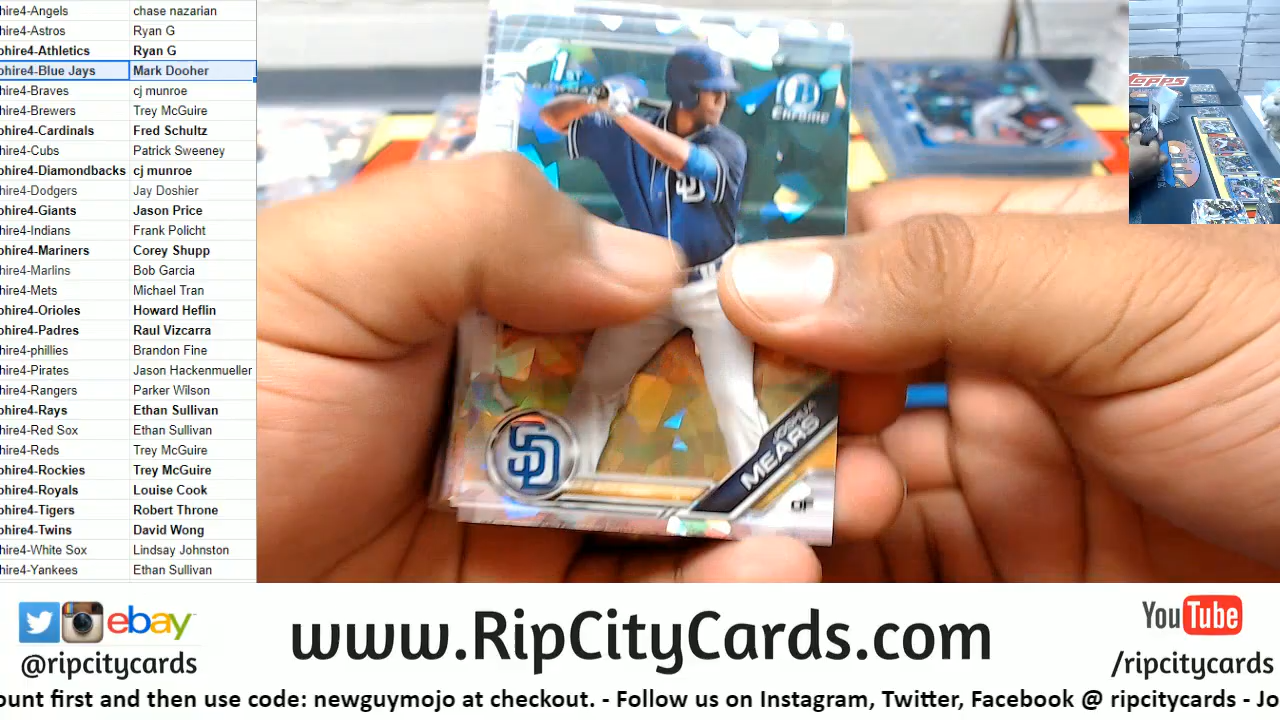 hire4-Angels chase nazarian
hire4-Astros Ryan G
phire4-Athletics Ryan G
phire4-Blue Jays Mark Dooher
hire4-Braves cj munroe
hire4-Brewers Trey McGuire
phire4-Cardinals Fred Schultz
hire4-Cubs Patrick Sweeney
phire4-Diamondbacks cj munroe
hire4-Dodgers Jay Doshier
phire4-Giants Jason Price
hire4-Indians Frank Policht
phire4-Mariners Corey Shupp
hire4-Marlins Bob Garcia
hire4-Mets Michael Tran
phire4-Orioles Howard Heflin
phire4-Padres Raul Vizcarra
hire4-phillies Brandon Fine
hire4-Pirates Jason Hackenmueller
hire4-Rangers Parker Wilson
phire4-Rays Ethan Sullivan
hire4-Red Sox Ethan Sullivan
hire4-Reds Trey McGuire
phire4-Rockies Trey McGuire
phire4-Royals Louise Cook
phire4-Tigers Robert Throne
phire4-Twins David Wong
hire4-White Sox Lindsay Johnston
hire4-Yankees Ethan Sullivan
1ST
BOWMAN
B
CHROME
SD
SD
JOSHUA
MEARS
OF
TOPPS
ebay
@ripcitycards
www.RipCityCards.com
YouTube
/ripcitycards
ount first and then use code: newguymojo at checkout. - Follow us on Instagram, Twitter, Facebook @ ripcitycards - Jo